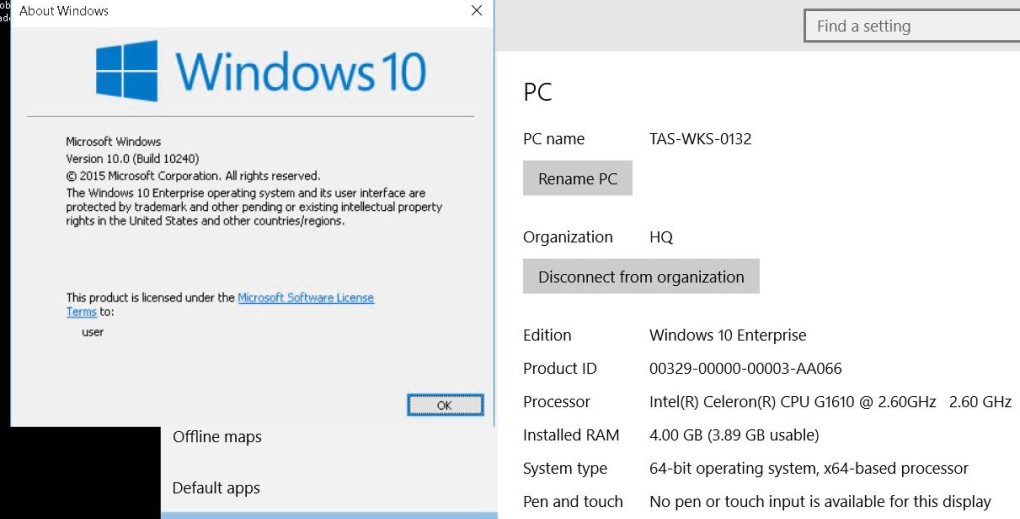 About Windows
Windows 10
Microsoft Windows
Version 10.0 (Build 10240)
© 2015 Microsoft Corporation. All rights reserved.
The Windows 10 Enterprise operating system and its user interface are
protected by trademark and other pending or existing intellectual property
rights in the United States and other countries/regions.
This product is licensed under the Microsoft Software License
Terms to:
user
OK
Offline maps
Default apps
Find a setting
PC
PC name TAS-WKS-0132
Rename PC
Organization HQ
Disconnect from organization
Edition Windows 10 Enterprise
Product ID 00329-00000-00003-AA066
Processor Intel(R) Celeron(R) CPU G1610 @ 2.60GHz 2.60 GHz
Installed RAM 4.00 GB (3.89 GB usable)
System type 64-bit operating system, x64-based processor
Pen and touch No pen or touch input is available for this display